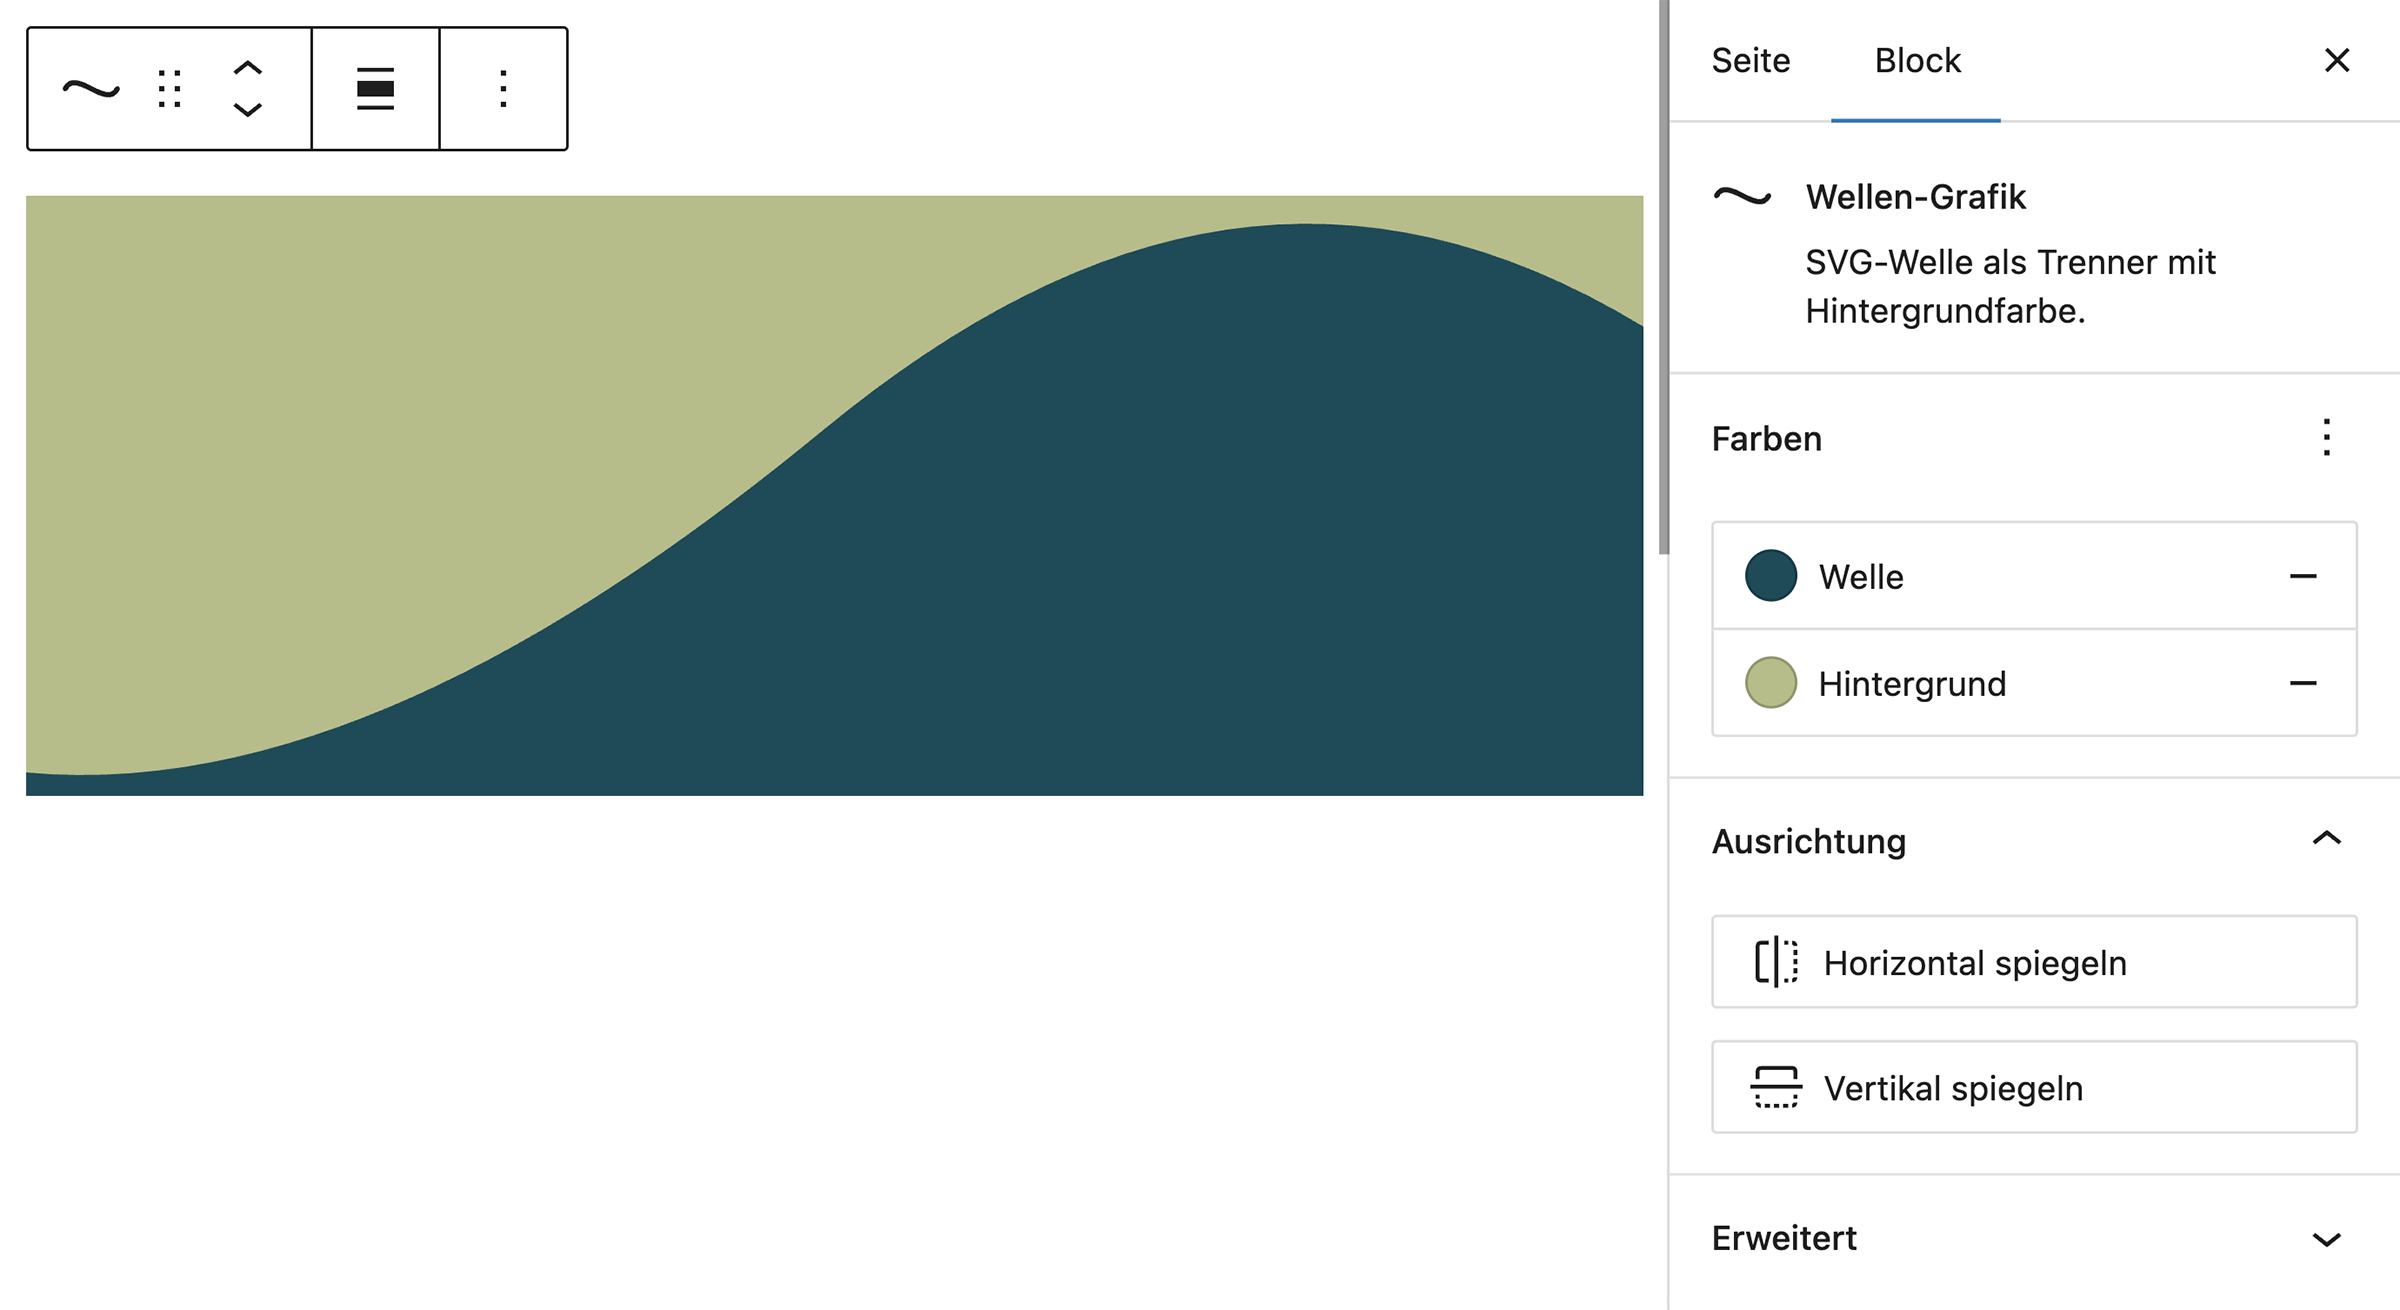 Seite
Block
Wellen-Grafik
SVG-Welle als Trenner mit
Hintergrundfarbe.
Farben
Welle
Hintergrund
Ausrichtung
Horizontal spiegeln
Vertikal spiegeln
Erweitert